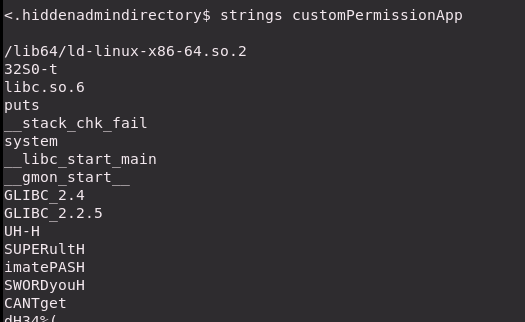 <.hiddenadmindirectory$ strings customPermissionApp
/lib64/ld-linux-x86-64.so.2
32S0-t
libc.so.6
puts
__stack_chk_fail
system
__libc_start_main
__gmon_start__
GLIBC_2.4
GLIBC_2.2.5
UH-H
SUPERultH
imatePASH
SWORDyouH
CANTget
dH34%(